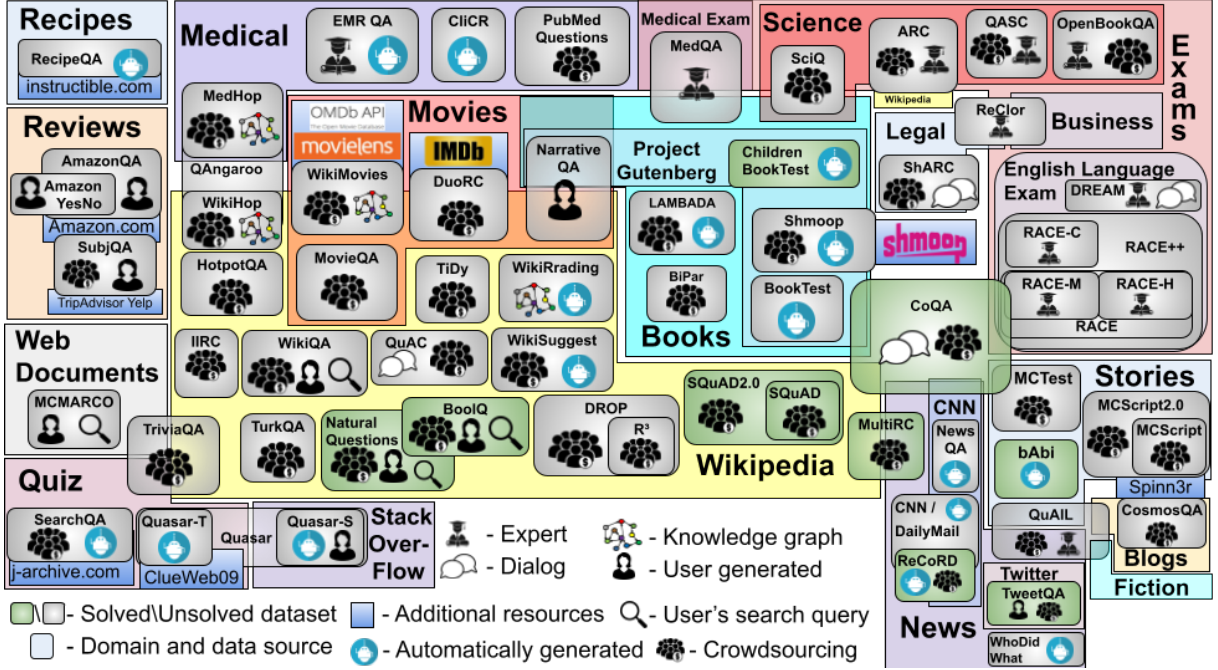 Recipes
RecipeQA
instructible.com
Reviews
AmazonQA
Amazon
YesNo
Amazon.com
SubjQA
TripAdvisor Yelp
Web
Documents
MCMARCO
Quiz
SearchQA
j-archive.com
Quasar-T
Quasar
ClueWeb09
Quasar-S
Stack
Over-
Flow
Medical
EMR QA
CliCR
PubMed
Questions
MedHop
QAngaroo
WikiHop
HotpotQA
Medical Exam
MedQA
Movies
OMDb API
The Open Movie Database
movielens
WikiMovies
MovieQA
IMDb
DuoRC
Narrative
QA
TiDy
WikiRrading
IIRC
WikiQA
QuAC
WikiSuggest
TriviaQA
TurkQA
Natural
Questions
BoolQ
DROP
R³
SQuAD2.0
SQuAD
Wikipedia
MultiRC
Project
Gutenberg
Children
BookTest
LAMBADA
Shmoop
BiPar
BookTest
Books
shmoop
CoQA
Science
SciQ
ARC
QASC
OpenBookQA
Wikipedia
Exams
Legal
ShARC
ReClor
Business
English Language
Exam
DREAM
RACE-C
RACE++
RACE-M
RACE-H
RACE
Stories
MCTest
MCScript2.0
MCScript
Spinn3r
bAbi
QuAIL
CosmosQA
Blogs
Fiction
CNN
News
QA
CNN /
DailyMail
ReCoRD
Twitter
TweetQA
News
WhoDid
What
- Expert
- Knowledge graph
- Dialog
- User generated
\ - Solved\Unsolved dataset
- Additional resources
- User's search query
- Domain and data source
- Automatically generated
- Crowdsourcing